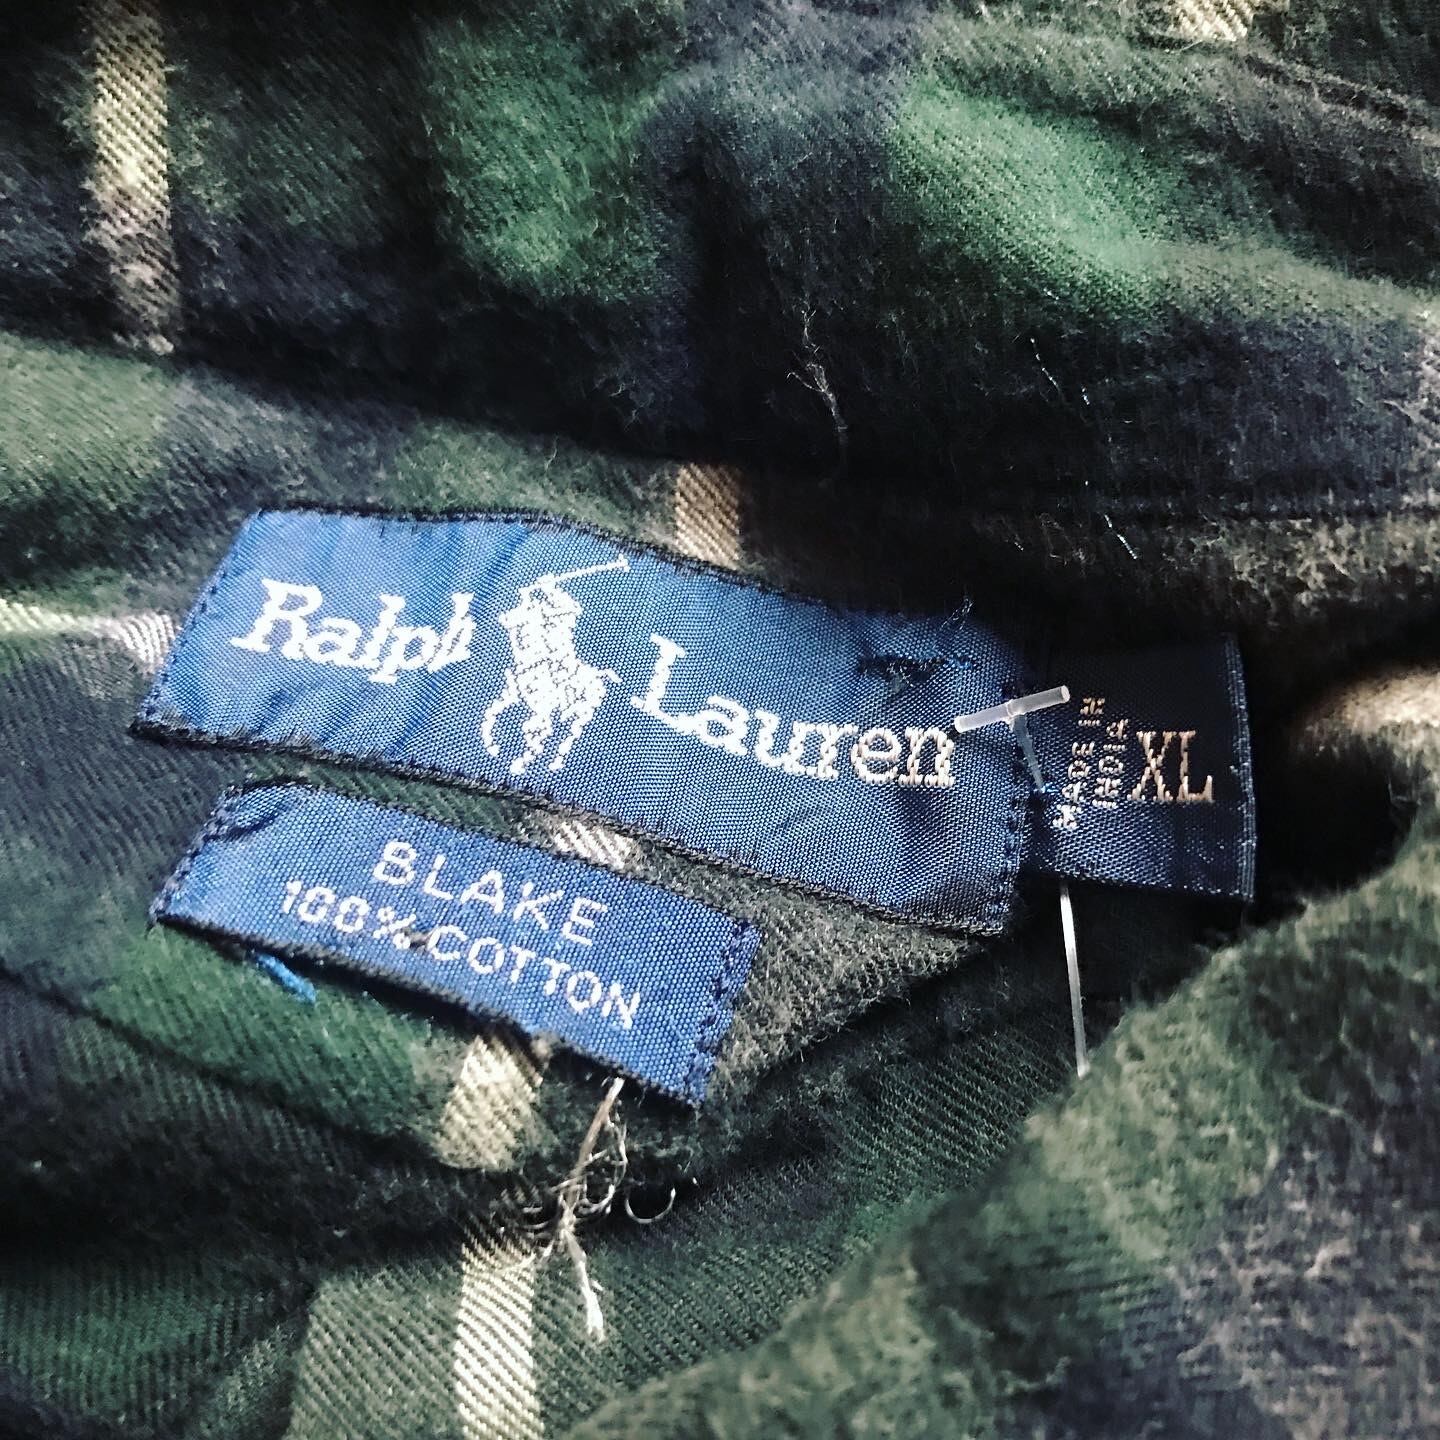 Ralph Lauren
MADE IN
INDIA
XL
BLAKE
100% COTTON